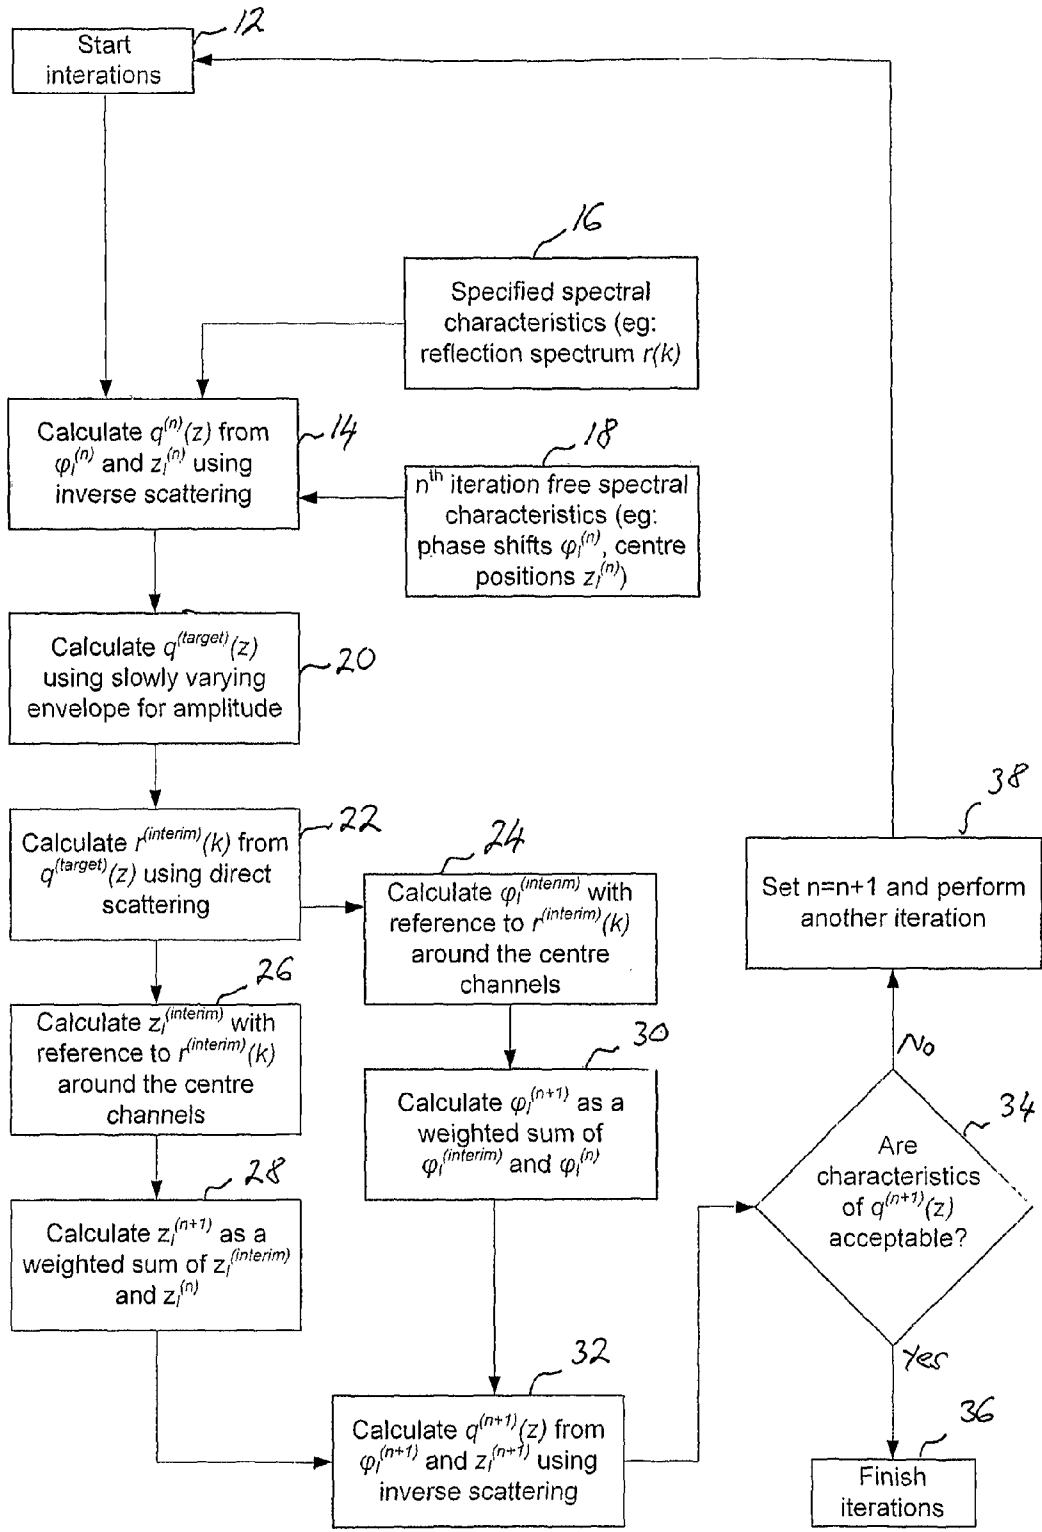 12
Start
interations
16
Specified spectral
characteristics (eg:
reflection spectrum r(k)
14
Calculate q⁽ⁿ⁾(z) from
φₗ⁽ⁿ⁾ and zₗ⁽ⁿ⁾ using
inverse scattering
18
nᵗʰ iteration free spectral
characteristics (eg:
phase shifts φₗ⁽ⁿ⁾, centre
positions zₗ⁽ⁿ⁾)
20
Calculate q⁽ᵗᵃʳᵍᵉᵗ⁾(z)
using slowly varying
envelope for amplitude
22
Calculate r⁽ⁱⁿᵗᵉʳⁱᵐ⁾(k) from
q⁽ᵗᵃʳᵍᵉᵗ⁾(z) using direct
scattering
24
Calculate φₗ⁽ⁱⁿᵗᵉʳⁱᵐ⁾ with
reference to r⁽ⁱⁿᵗᵉʳⁱᵐ⁾(k)
around the centre
channels
26
Calculate zₗ⁽ⁱⁿᵗᵉʳⁱᵐ⁾ with
reference to r⁽ⁱⁿᵗᵉʳⁱᵐ⁾(k)
around the centre
channels
28
Calculate zₗ⁽ⁿ⁺¹⁾ as a
weighted sum of zₗ⁽ⁱⁿᵗᵉʳⁱᵐ⁾
and zₗ⁽ⁿ⁾
30
Calculate φₗ⁽ⁿ⁺¹⁾ as a
weighted sum of
φₗ⁽ⁱⁿᵗᵉʳⁱᵐ⁾ and φₗ⁽ⁿ⁾
32
Calculate q⁽ⁿ⁺¹⁾(z) from
φₗ⁽ⁿ⁺¹⁾ and zₗ⁽ⁿ⁺¹⁾ using
inverse scattering
38
Set n=n+1 and perform
another iteration
No
34
Are
characteristics
of q⁽ⁿ⁺¹⁾(z)
acceptable?
Yes
36
Finish
iterations